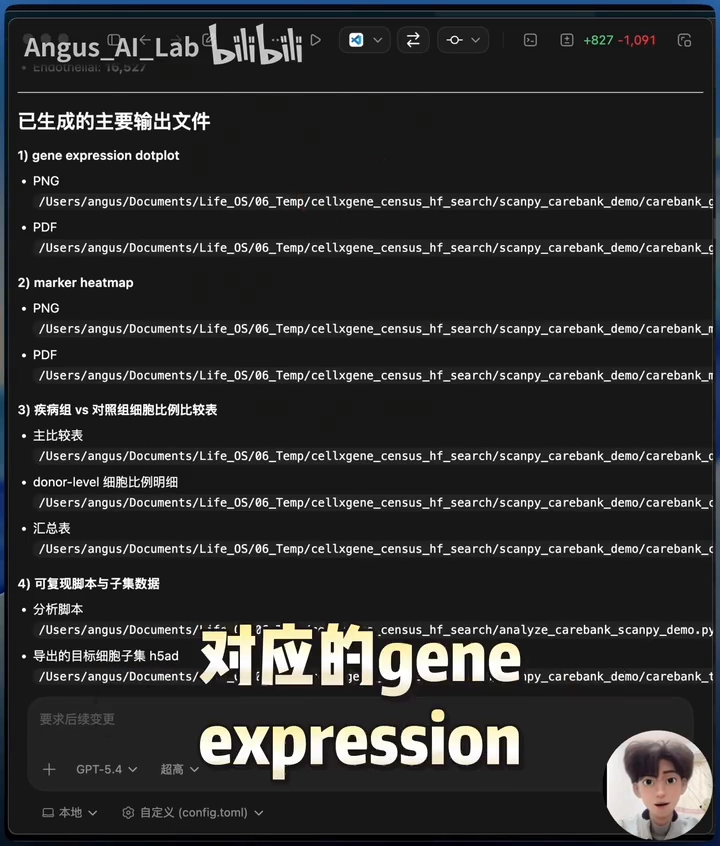 Angus_AI_Lab bilibili
+827 -1,091
Endothelial: 16,527
已生成的主要输出文件
1) gene expression dotplot
PNG
/Users/angus/Documents/Life_OS/06_Temp/cellxgene_census_hf_search/scanpy_carebank_demo/carebank_g
PDF
/Users/angus/Documents/Life_OS/06_Temp/cellxgene_census_hf_search/scanpy_carebank_demo/carebank_g
2) marker heatmap
PNG
/Users/angus/Documents/Life_OS/06_Temp/cellxgene_census_hf_search/scanpy_carebank_demo/carebank_m
PDF
/Users/angus/Documents/Life_OS/06_Temp/cellxgene_census_hf_search/scanpy_carebank_demo/carebank_m
3) 疾病组 vs 对照组细胞比例比较表
主比较表
/Users/angus/Documents/Life_OS/06_Temp/cellxgene_census_hf_search/scanpy_carebank_demo/carebank_d
donor-level 细胞比例明细
/Users/angus/Documents/Life_OS/06_Temp/cellxgene_census_hf_search/scanpy_carebank_demo/carebank_c
汇总表
/Users/angus/Documents/Life_OS/06_Temp/cellxgene_census_hf_search/scanpy_carebank_demo/carebank_c
4) 可复现脚本与子集数据
分析脚本
/Users/angus/Documents/Life_O census_hf_search/analyze_carebank_scanpy_demo.py
导出的目标细胞子集 h5ad
/Users/angus/Documents/L census_hf_search/scanpy_carebank_demo/carebank_t
对应的gene
expression
要求后续变更
GPT-5.4 超高
本地 自定义 (config.toml)